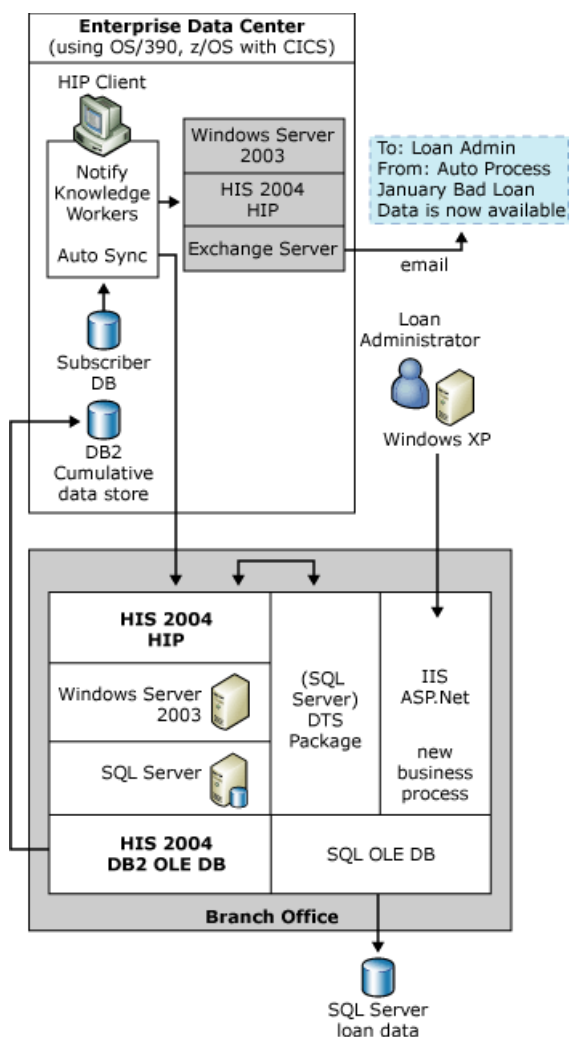 Enterprise Data Center
(using OS/390, z/OS with CICS)
HIP Client
Notify
Knowledge
Workers
Auto Sync
Windows Server
2003
HIS 2004
HIP
Exchange Server
To: Loan Admin
From: Auto Process
January Bad Loan
Data is now available
email
Subscriber
DB
DB2
Cumulative
data store
Loan
Administrator
Windows XP
HIS 2004
HIP
Windows Server
2003
SQL Server
HIS 2004
DB2 OLE DB
(SQL
Server)
DTS
Package
IIS
ASP.Net
new
business
process
SQL OLE DB
Branch Office
SQL Server
loan data